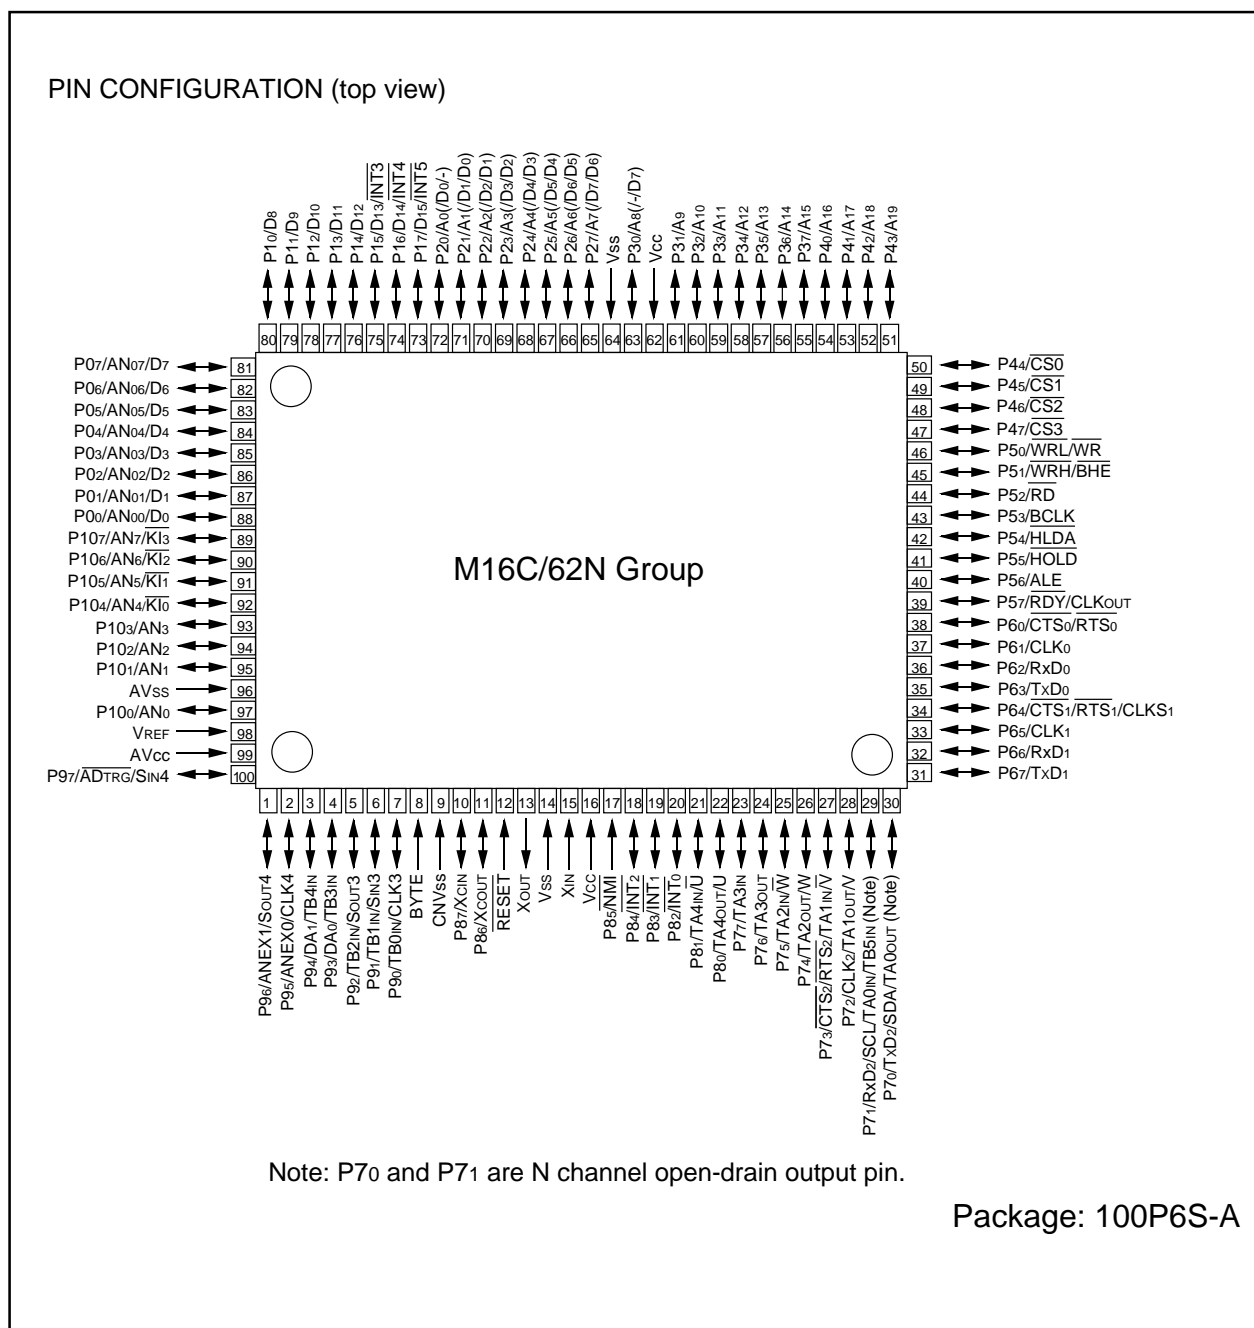 PIN CONFIGURATION (top view)
P10/D8
P11/D9
P12/D10
P13/D11
P14/D12
P15/D13/INT3
P16/D14/INT4
P17/D15/INT5
P20/A0(/D0/-)
P21/A1(/D1/D0)
P22/A2(/D2/D1)
P23/A3(/D3/D2)
P24/A4(/D4/D3)
P25/A5(/D5/D4)
P26/A6(/D6/D5)
P27/A7(/D7/D6)
Vss
P30/A8(/-/D7)
Vcc
P31/A9
P32/A10
P33/A11
P34/A12
P35/A13
P36/A14
P37/A15
P40/A16
P41/A17
P42/A18
P43/A19
80 79 78 77 76 75 74 73 72 71 70 69 68 67 66 65 64 63 62 61 60 59 58 57 56 55 54 53 52 51
P07/AN07/D7 81
P06/AN06/D6 82
P05/AN05/D5 83
P04/AN04/D4 84
P03/AN03/D3 85
P02/AN02/D2 86
P01/AN01/D1 87
P00/AN00/D0 88
P107/AN7/KI3 89
P106/AN6/KI2 90
P105/AN5/KI1 91
P104/AN4/KI0 92
P103/AN3 93
P102/AN2 94
P101/AN1 95
AVss 96
P100/AN0 97
VREF 98
AVcc 99
P97/ADTRG/SIN4 100
M16C/62N Group
50 P44/CS0
49 P45/CS1
48 P46/CS2
47 P47/CS3
46 P50/WRL/WR
45 P51/WRH/BHE
44 P52/RD
43 P53/BCLK
42 P54/HLDA
41 P55/HOLD
40 P56/ALE
39 P57/RDY/CLKOUT
38 P60/CTS0/RTS0
37 P61/CLK0
36 P62/RxD0
35 P63/TxD0
34 P64/CTS1/RTS1/CLKS1
33 P65/CLK1
32 P66/RxD1
31 P67/TxD1
1 2 3 4 5 6 7 8 9 10 11 12 13 14 15 16 17 18 19 20 21 22 23 24 25 26 27 28 29 30
P96/ANEX1/SOUT4
P95/ANEX0/CLK4
P94/DA1/TB4IN
P93/DA0/TB3IN
P92/TB2IN/SOUT3
P91/TB1IN/SIN3
P90/TB0IN/CLK3
BYTE
CNVss
P87/XCIN
P86/XCOUT
RESET
XOUT
Vss
XIN
Vcc
P85/NMI
P84/INT2
P83/INT1
P82/INT0
P81/TA4IN/U
P80/TA4OUT/U
P77/TA3IN
P76/TA3OUT
P75/TA2IN/W
P74/TA2OUT/W
P73/CTS2/RTS2/TA1IN/V
P72/CLK2/TA1OUT/V
P71/RxD2/SCL/TA0IN/TB5IN (Note)
P70/TxD2/SDA/TA0OUT (Note)
Note: P70 and P71 are N channel open-drain output pin.
Package: 100P6S-A